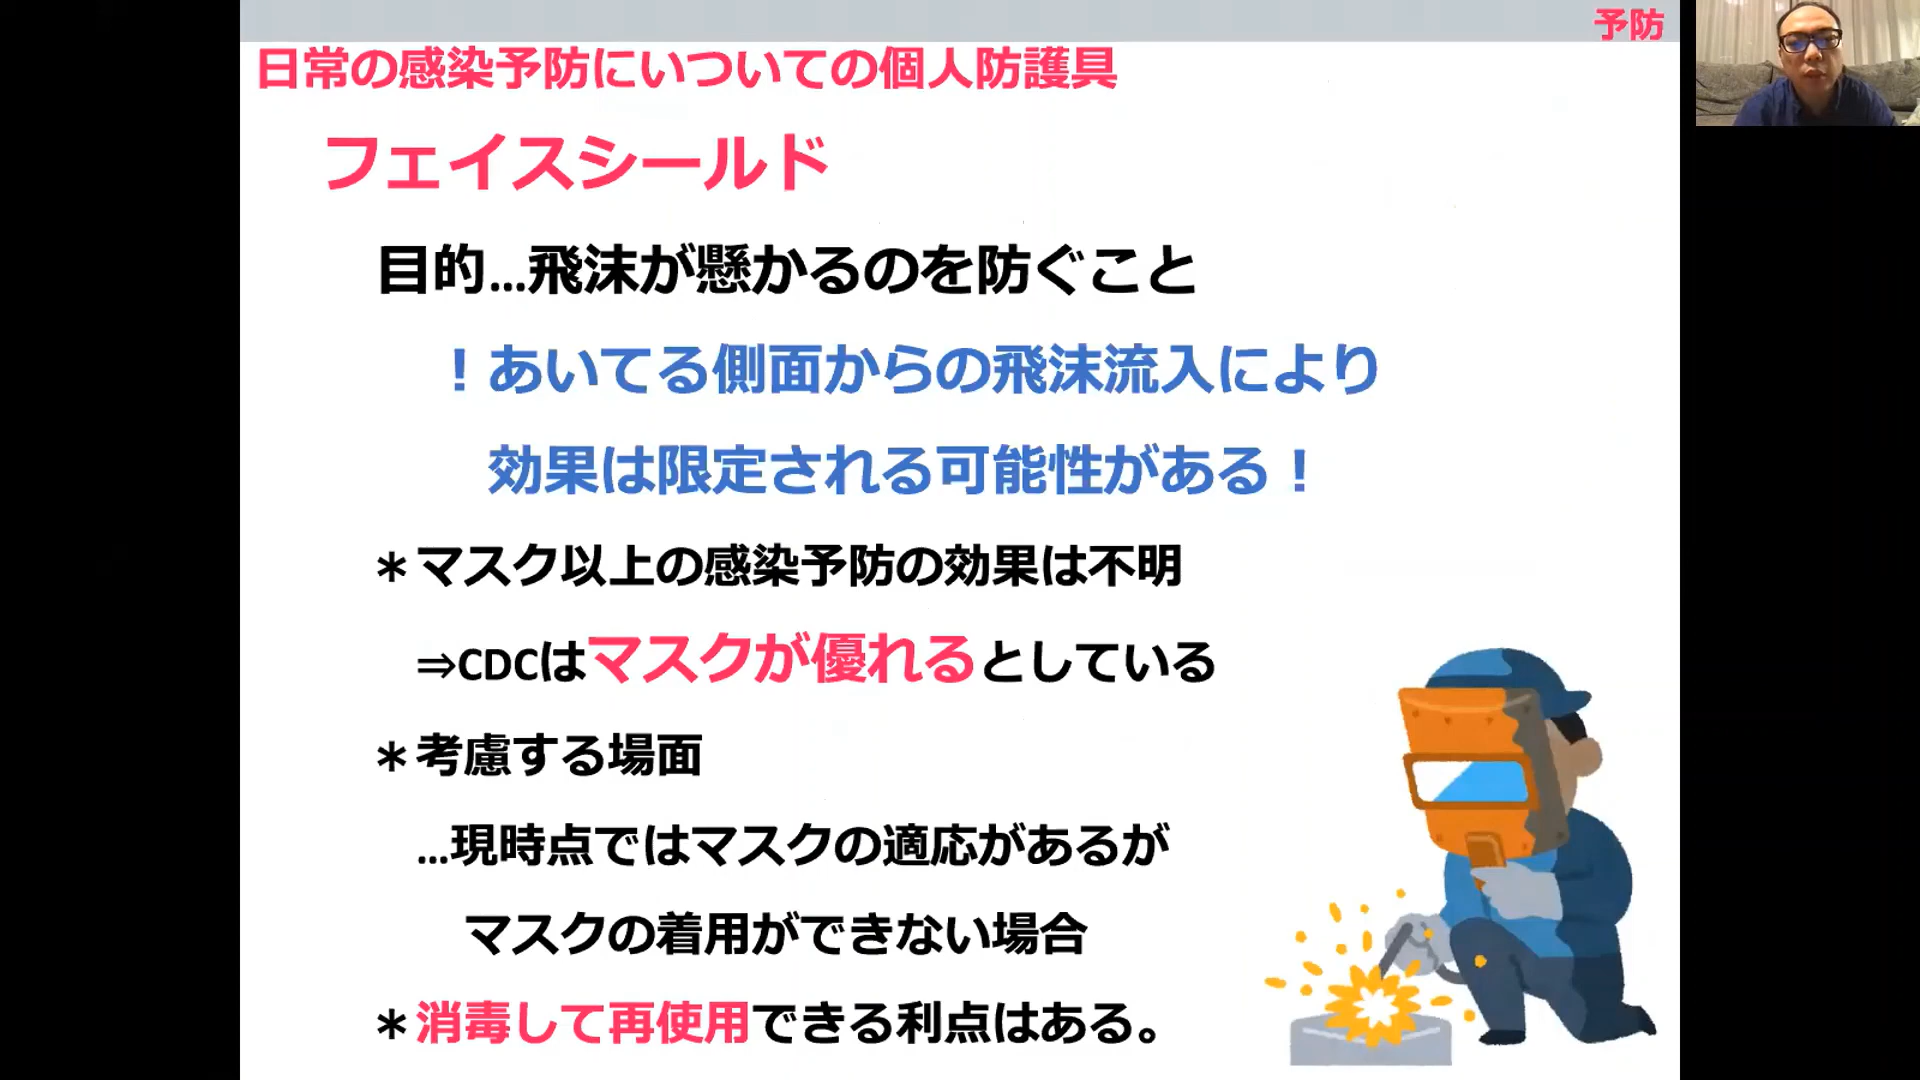 予防
日常の感染予防にいついての個人防護具
フェイスシールド
目的…飛沫が懸かるのを防ぐこと
！あいてる側面からの飛沫流入により
効果は限定される可能性がある！
＊マスク以上の感染予防の効果は不明
⇒CDCはマスクが優れるとしている
＊考慮する場面
…現時点ではマスクの適応があるが
マスクの着用ができない場合
＊消毒して再使用できる利点はある。